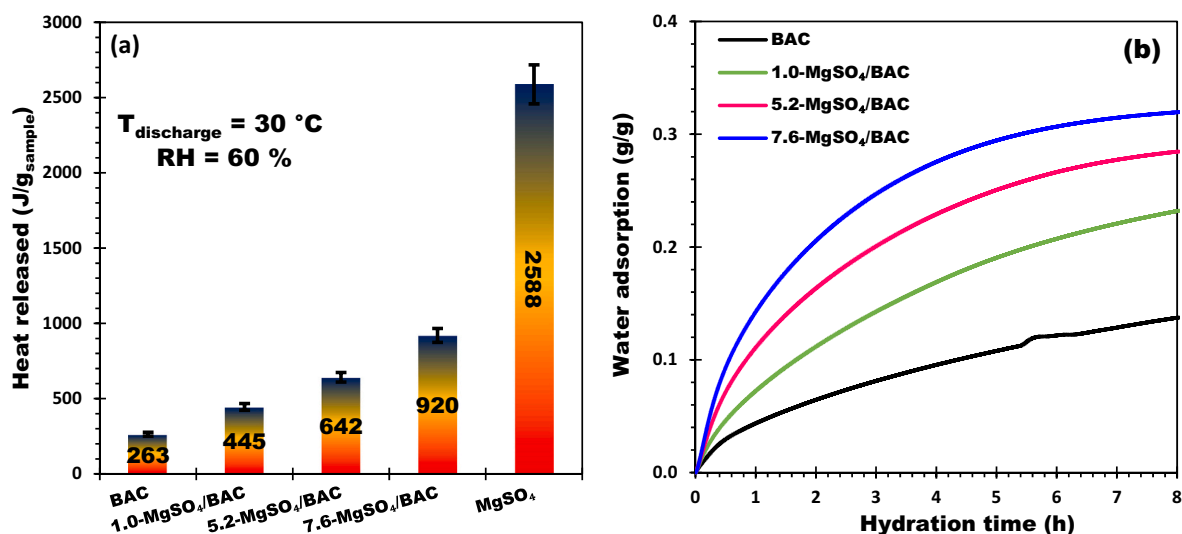 (a)
Heat released (J/g_sample)
3000
2500
2000
1500
1000
500
0
T_discharge = 30 °C
RH = 60 %
263
445
642
920
2588
BAC
1.0-MgSO₄/BAC
5.2-MgSO₄/BAC
7.6-MgSO₄/BAC
MgSO₄
(b)
Water adsorption (g/g)
0.4
0.3
0.2
0.1
0.0
BAC
1.0-MgSO₄/BAC
5.2-MgSO₄/BAC
7.6-MgSO₄/BAC
0 1 2 3 4 5 6 7 8
Hydration time (h)